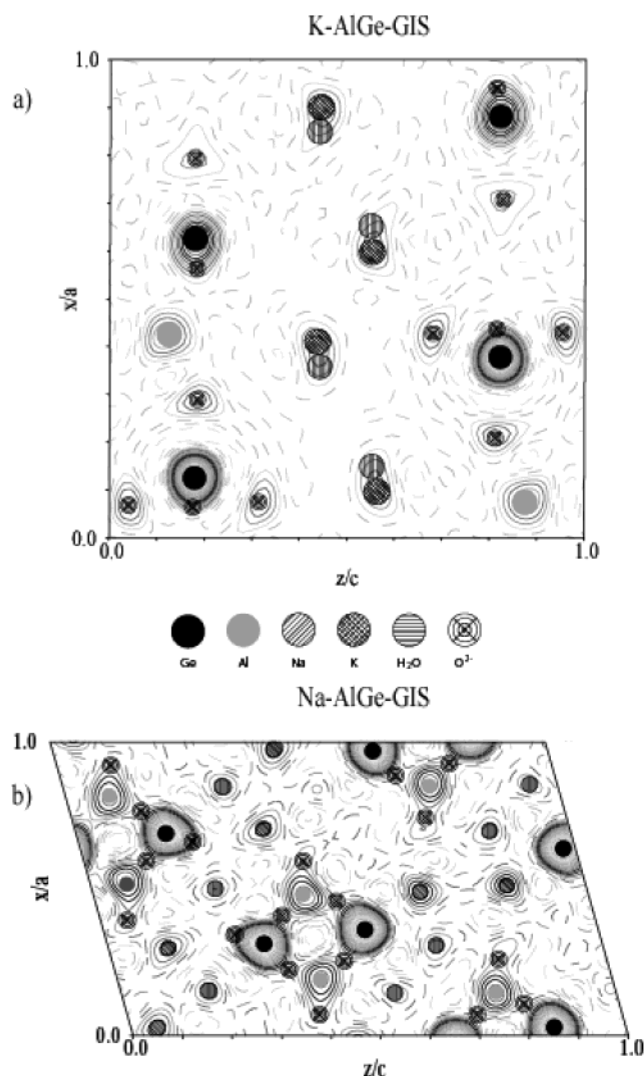 K-AlGe-GIS
a)
1.0
x/a
0.0
0.0
1.0
z/c
Ge Al Na K H₂O O²⁻
Na-AlGe-GIS
b)
1.0
x/a
0.0
0.0
1.0
z/c